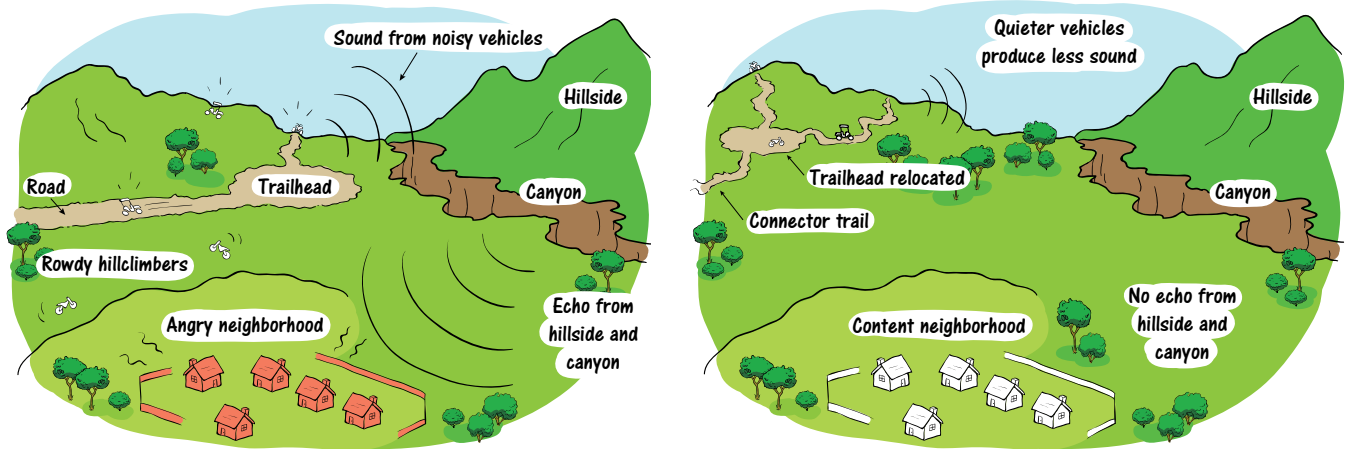 Sound from noisy vehicles
Hillside
Road
Trailhead
Canyon
Rowdy hillclimbers
Echo from
hillside and
canyon
Angry neighborhood
Quieter vehicles
produce less sound
Hillside
Trailhead relocated
Canyon
Connector trail
No echo from
hillside and
canyon
Content neighborhood